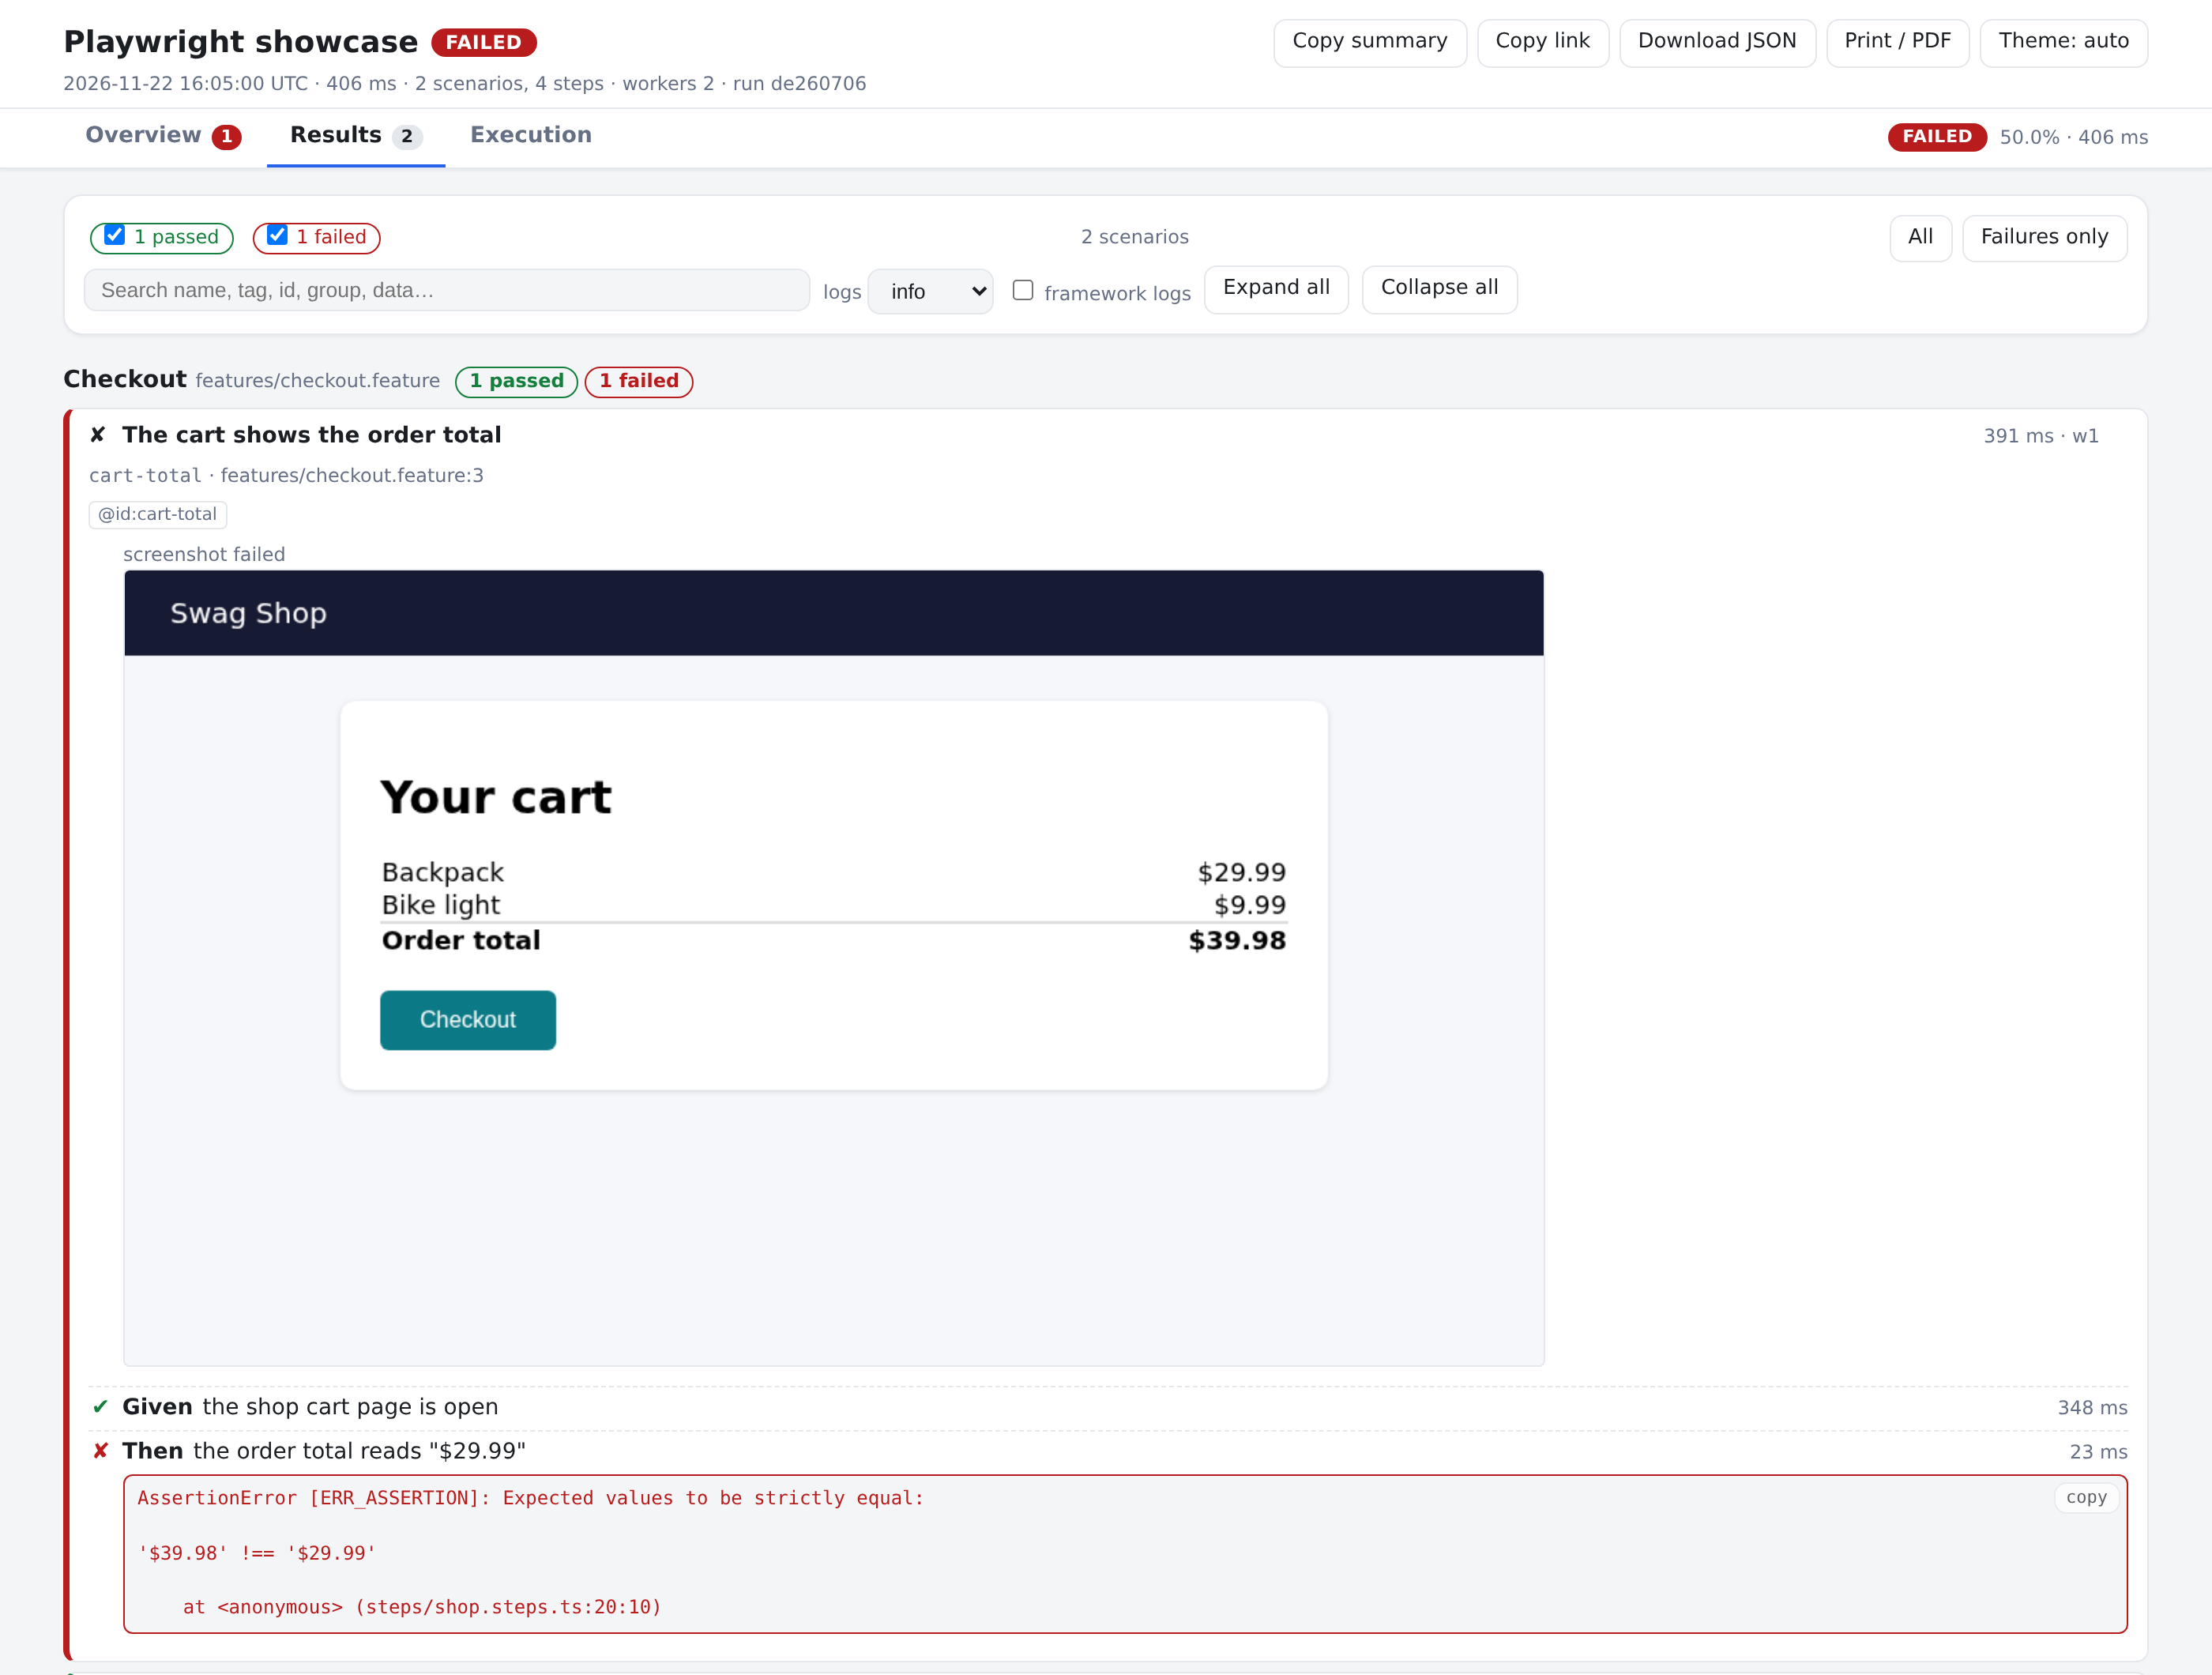 Playwright showcase FAILED
Copy summary Copy link Download JSON Print / PDF Theme: auto
2026-11-22 16:05:00 UTC · 406 ms · 2 scenarios, 4 steps · workers 2 · run de260706
Overview 1 Results 2 Execution FAILED 50.0% · 406 ms
1 passed 1 failed 2 scenarios All Failures only
Search name, tag, id, group, data… logs info framework logs Expand all Collapse all
Checkout features/checkout.feature 1 passed 1 failed
✘ The cart shows the order total 391 ms · w1
cart-total · features/checkout.feature:3
@id:cart-total
screenshot failed
Swag Shop
Your cart
Backpack $29.99
Bike light $9.99
Order total $39.98
Checkout
✔ Given the shop cart page is open 348 ms
✘ Then the order total reads "$29.99" 23 ms
AssertionError [ERR_ASSERTION]: Expected values to be strictly equal: copy
'$39.98' !== '$29.99'
at <anonymous> (steps/shop.steps.ts:20:10)